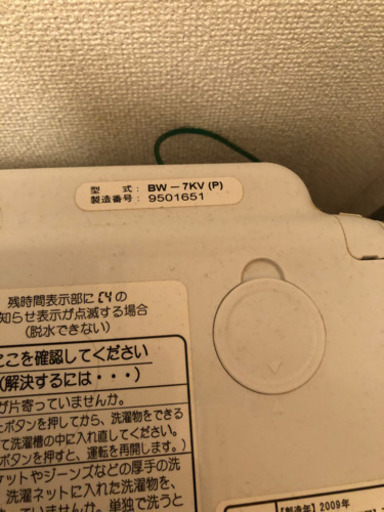 型 式: BW-7KV(P)
製造番号: 9501651
残時間表示部にC4の
知らせ表示が点滅する場合
(脱水できない)
ここを確認してください
(解決するには・・・)
が片寄っていませんか。
ボタンを押してから、洗濯物をできる
て洗濯槽の中に入れ直してください。
ボタンを押すと、運転を再開します。)
ケットやジーンズなどの厚手の洗
、洗濯ネットに入れた洗濯物を、
っていませんか。単独で洗うと
【製造年】2009年